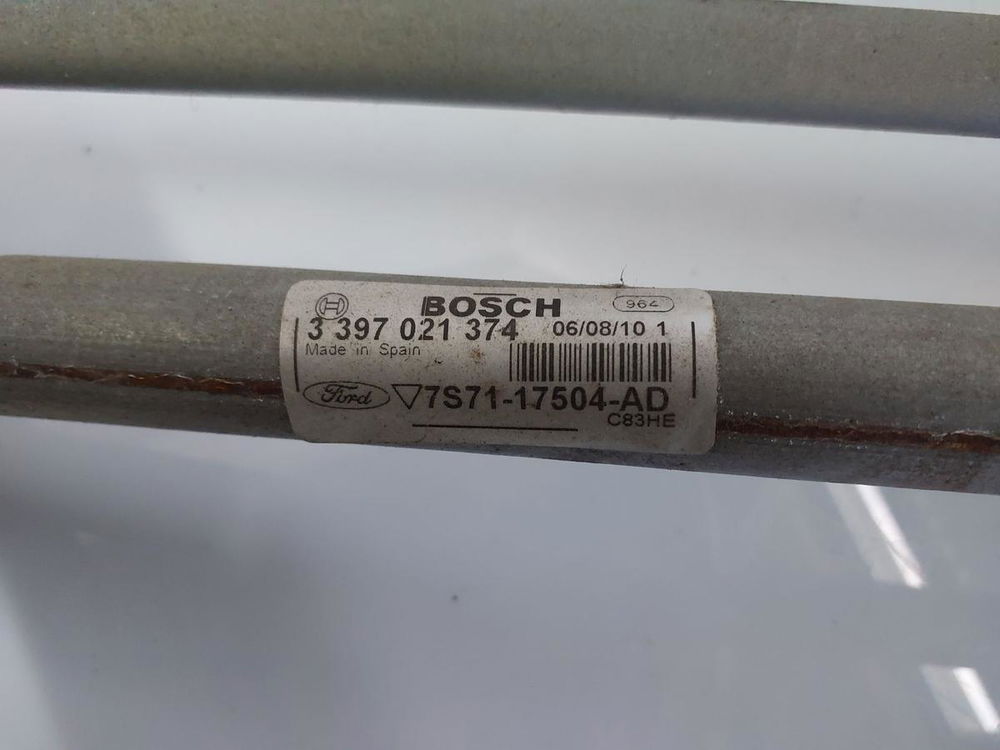 BOSCH 964
3 397 021 374 06/08/10 1
Made in Spain
Ford 7S71-17504-AD
C83HE